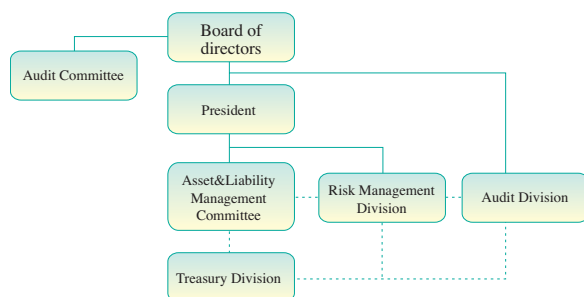 Board of
directors
Audit Committee
President
Asset&Liability
Management
Committee
Risk Management
Division
Audit Division
Treasury Division